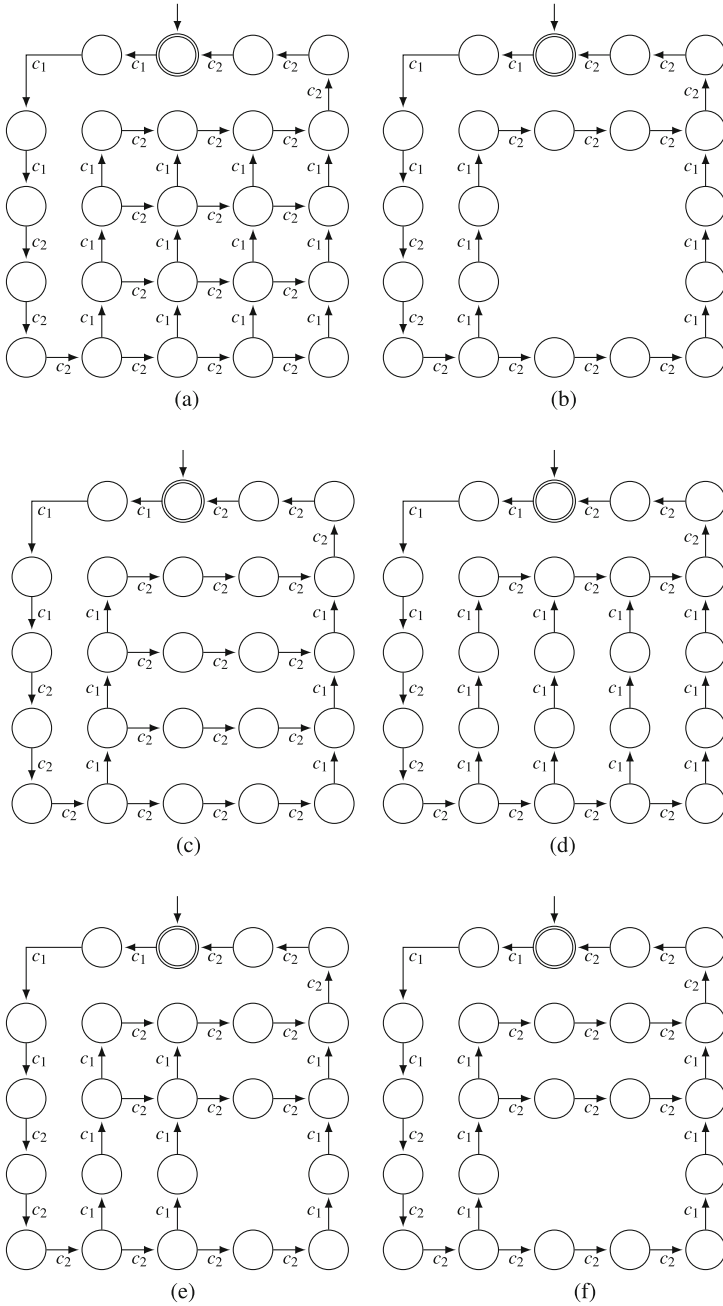 c₁ c₁ c₂ c₂ c₁ c₁ c₂ c₂
c₂ c₂
c₂ c₂ c₂ c₂ c₂ c₂
c₁ c₁ c₁ c₁ c₁ c₁ c₁ c₁
c₂ c₂ c₂
c₂ c₁ c₁ c₁ c₁ c₂ c₁ c₁
c₂ c₂ c₂
c₂ c₁ c₁ c₁ c₁ c₂ c₁ c₁
c₂ c₂ c₂ c₂ c₂ c₂ c₂ c₂
(a) (b)
c₁ c₁ c₂ c₂ c₁ c₁ c₂ c₂
c₂ c₂
c₂ c₂ c₂ c₂ c₂ c₂
c₁ c₁ c₁ c₁ c₁ c₁ c₁ c₁
c₂ c₂ c₂
c₂ c₁ c₁ c₂ c₁ c₁ c₁ c₁
c₂ c₂ c₂
c₂ c₁ c₁ c₂ c₁ c₁ c₁ c₁
c₂ c₂ c₂ c₂ c₂ c₂ c₂ c₂
(c) (d)
c₁ c₁ c₂ c₂ c₁ c₁ c₂ c₂
c₂ c₂
c₂ c₂ c₂ c₂ c₂ c₂
c₁ c₁ c₁ c₁ c₁ c₁ c₁
c₂ c₂ c₂ c₂ c₂ c₂
c₂ c₁ c₁ c₁ c₂ c₁ c₁
c₂ c₁ c₁ c₁ c₂ c₁ c₁
c₂ c₂ c₂ c₂ c₂ c₂ c₂ c₂
(e) (f)